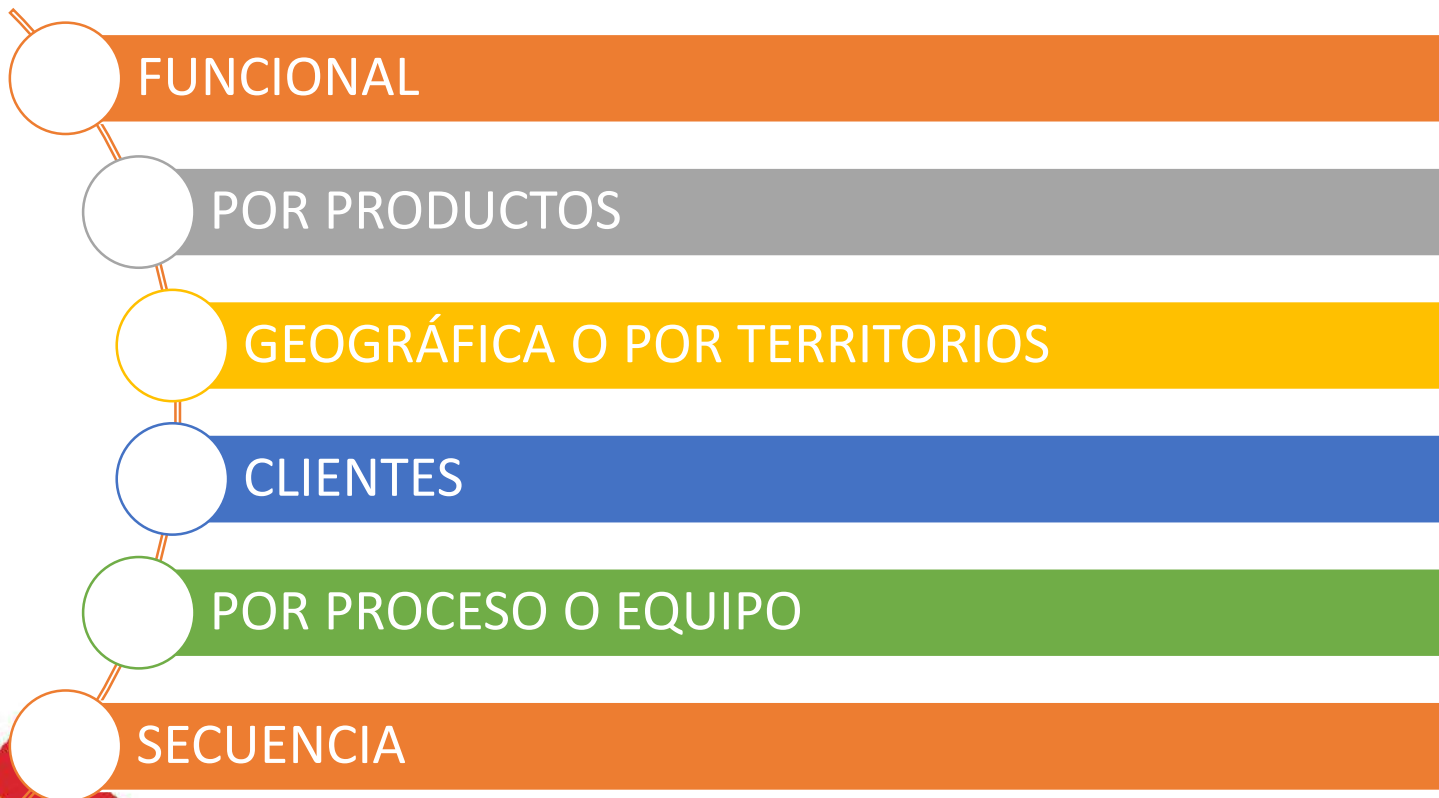 FUNCIONAL
POR PRODUCTOS
GEOGRÁFICA O POR TERRITORIOS
CLIENTES
POR PROCESO O EQUIPO
SECUENCIA